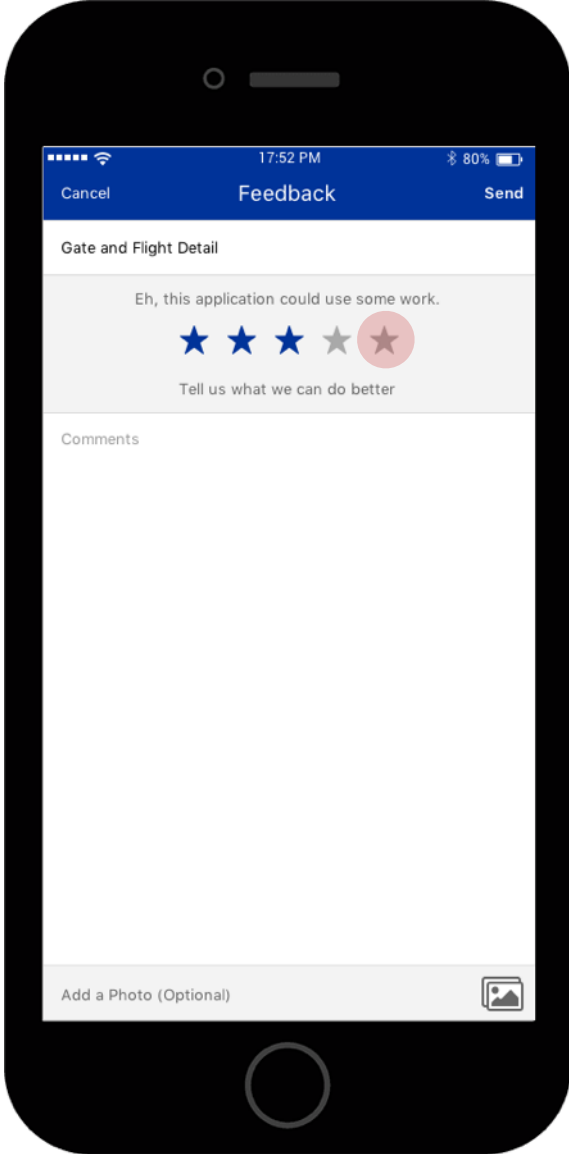 17:52 PM
80%
Cancel
Feedback
Send
Gate and Flight Detail
Eh, this application could use some work.
Tell us what we can do better
Comments
Add a Photo (Optional)